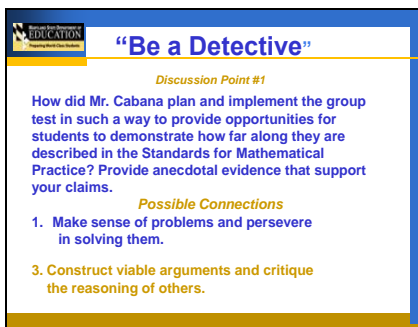 Maryland State Department of
EDUCATION
Preparing World Class Students
“Be a Detective”
Discussion Point #1
How did Mr. Cabana plan and implement the group
test in such a way to provide opportunities for
students to demonstrate how far along they are
described in the Standards for Mathematical
Practice? Provide anecdotal evidence that support
your claims.
Possible Connections
1. Make sense of problems and persevere
in solving them.
3. Construct viable arguments and critique
the reasoning of others.